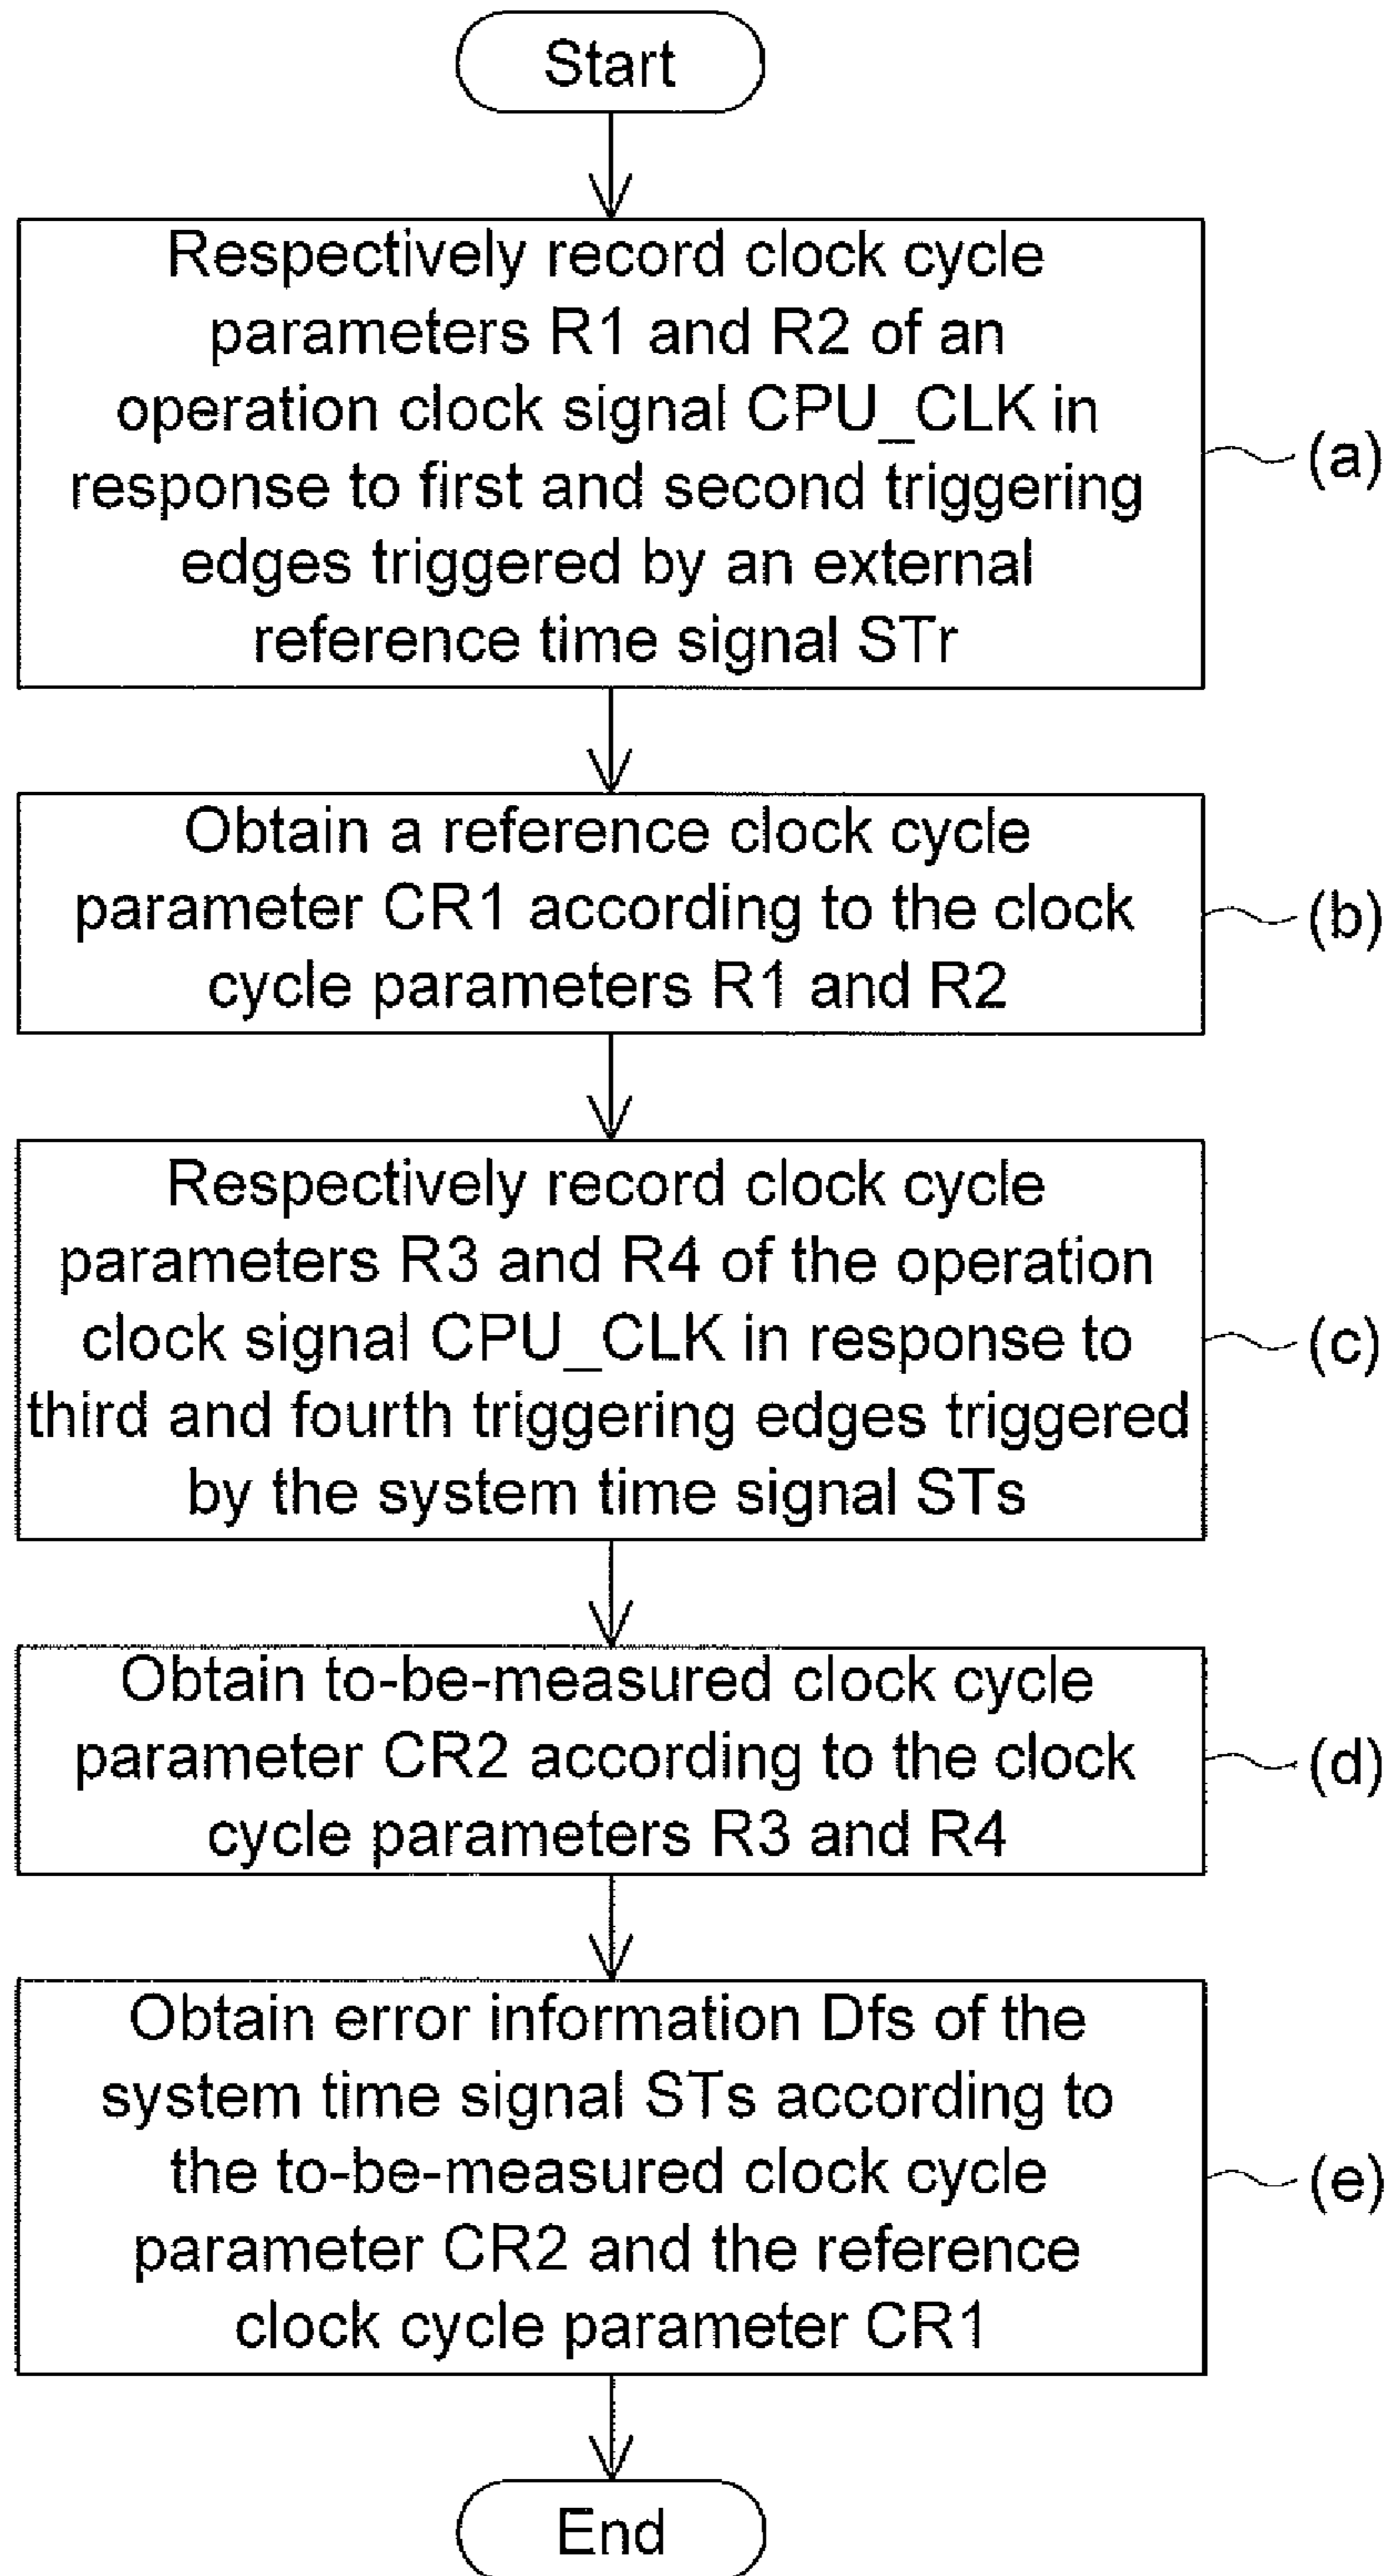 Start
Respectively record clock cycle
parameters R1 and R2 of an
operation clock signal CPU_CLK in
response to first and second triggering
edges triggered by an external
reference time signal STr
(a)
Obtain a reference clock cycle
parameter CR1 according to the clock
cycle parameters R1 and R2
(b)
Respectively record clock cycle
parameters R3 and R4 of the operation
clock signal CPU_CLK in response to
third and fourth triggering edges triggered
by the system time signal STs
(c)
Obtain to-be-measured clock cycle
parameter CR2 according to the clock
cycle parameters R3 and R4
(d)
Obtain error information Dfs of the
system time signal STs according to
the to-be-measured clock cycle
parameter CR2 and the reference
clock cycle parameter CR1
(e)
End